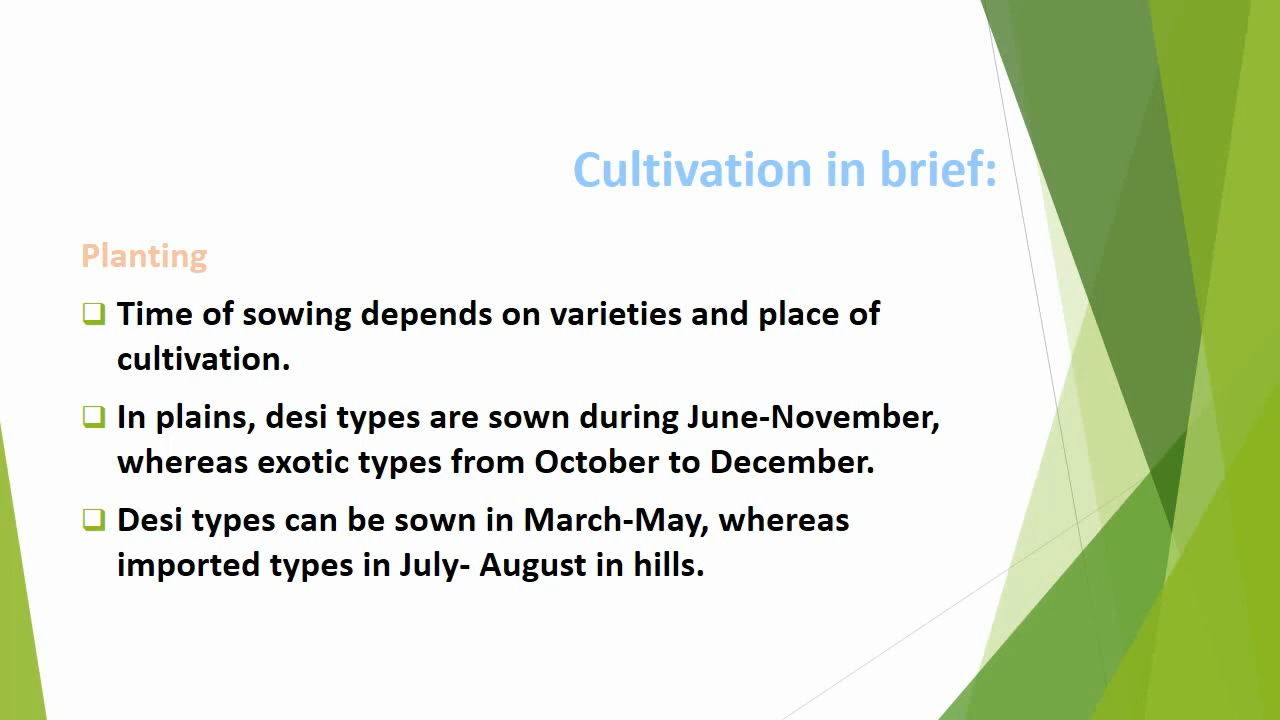 Cultivation in brief:
Planting
Time of sowing depends on varieties and place of
cultivation.
In plains, desi types are sown during June-November,
whereas exotic types from October to December.
Desi types can be sown in March-May, whereas
imported types in July- August in hills.